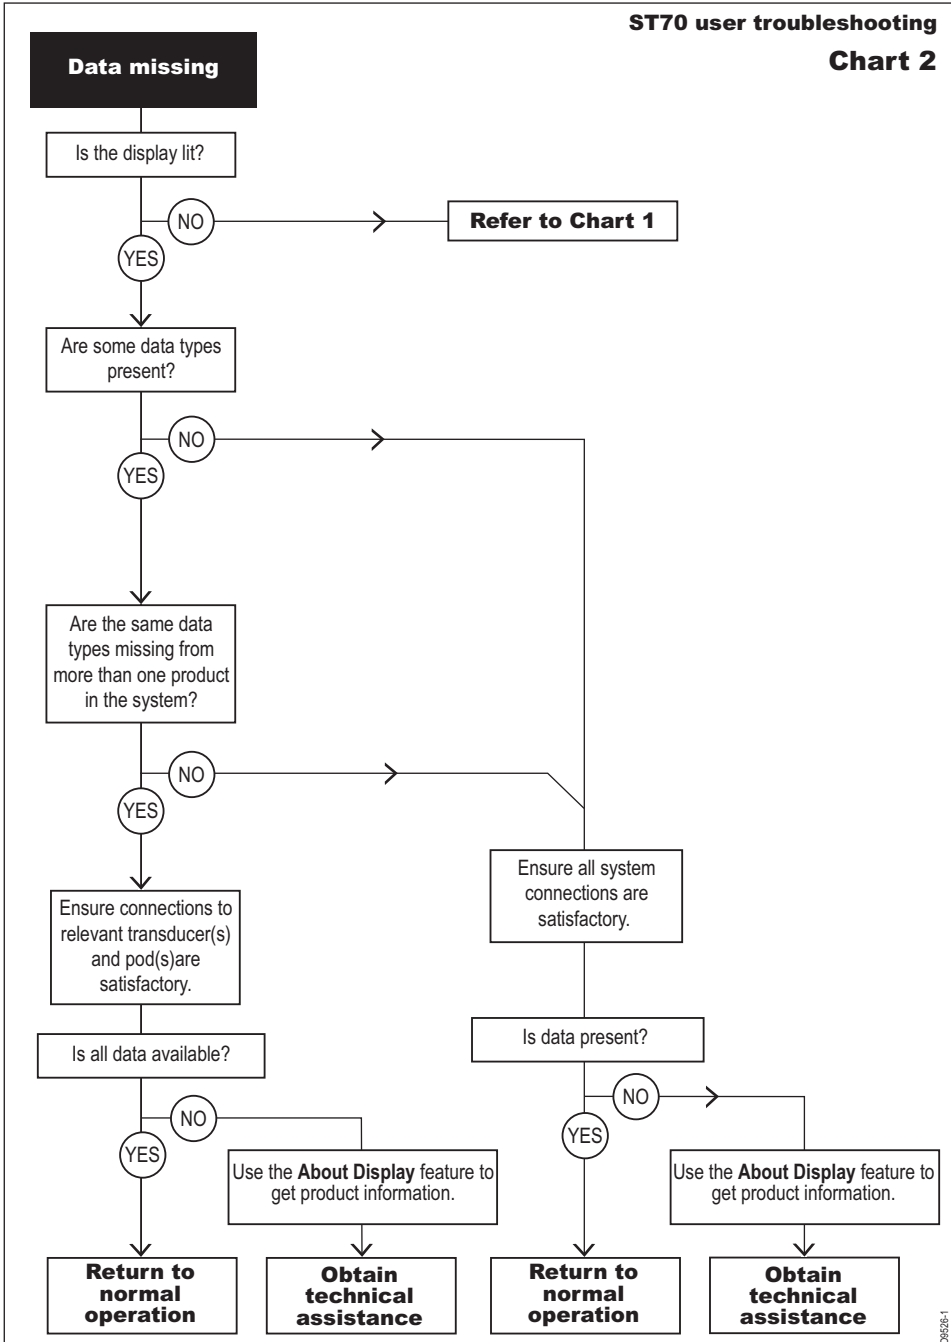 ST70 user troubleshooting
Chart 2
Data missing
Is the display lit?
NO
Refer to Chart 1
YES
Are some data types
present?
NO
YES
Are the same data
types missing from
more than one product
in the system?
NO
YES
Ensure all system
connections are
satisfactory.
Ensure connections to
relevant transducer(s)
and pod(s)are
satisfactory.
Is data present?
Is all data available?
NO
YES
NO
YES
Use the About Display feature to
get product information.
Use the About Display feature to
get product information.
Return to
normal
operation
Obtain
technical
assistance
Return to
normal
operation
Obtain
technical
assistance
D9526-1